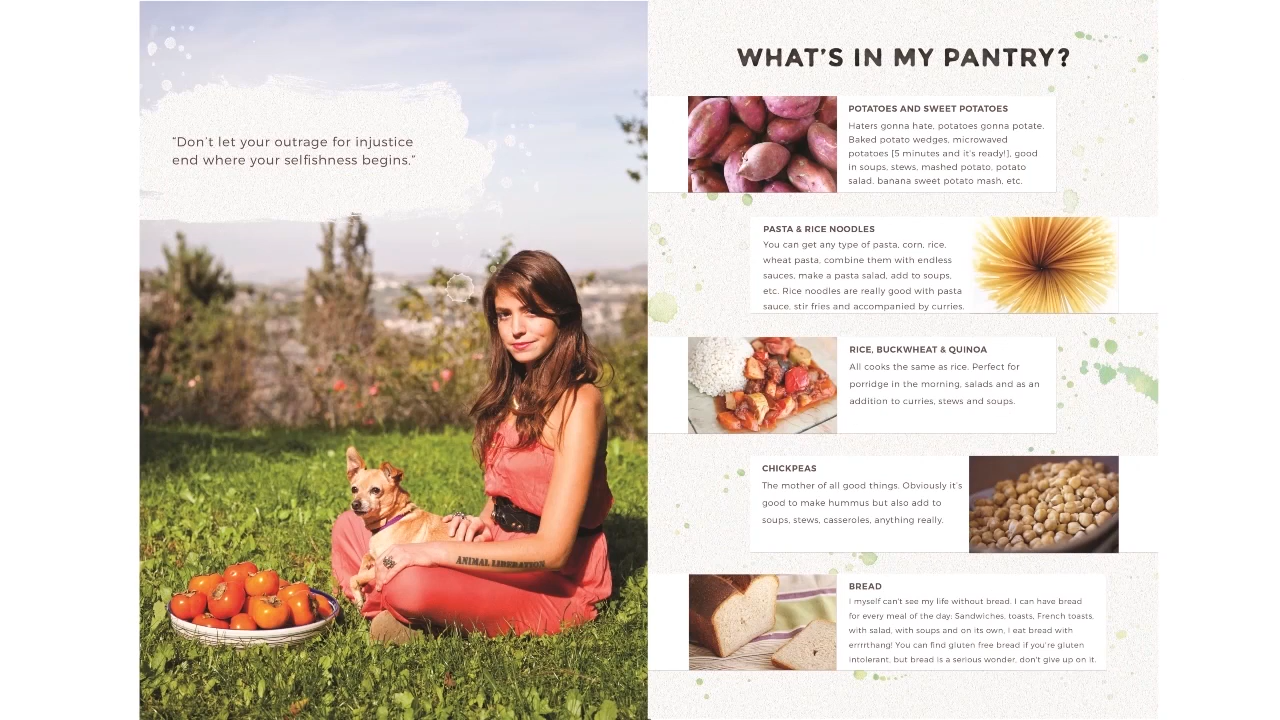 “Don’t let your outrage for injustice
end where your selfishness begins.”
ANIMAL LIBERATION
WHAT’S IN MY PANTRY?
POTATOES AND SWEET POTATOES
Haters gonna hate, potatoes gonna potate.
Baked potato wedges, microwaved
potatoes [5 minutes and it’s ready!], good
in soups, stews, mashed potato, potato
salad, banana sweet potato mash, etc.
PASTA & RICE NOODLES
You can get any type of pasta, corn, rice,
wheat pasta, combine them with endless
sauces, make a pasta salad, add to soups,
etc. Rice noodles are really good with pasta
sauce, stir fries and accompanied by curries.
RICE, BUCKWHEAT & QUINOA
All cooks the same as rice. Perfect for
porridge in the morning, salads and as an
addition to curries, stews and soups.
CHICKPEAS
The mother of all good things. Obviously it’s
good to make hummus but also add to
soups, stews, casseroles, anything really.
BREAD
I myself can’t see my life without bread. I can have bread
for every meal of the day; Sandwiches, toasts, French toasts,
with salad, with soups and on its own, I eat bread with
errrrthang! You can find gluten free bread if you’re gluten
intolerant, but bread is a serious wonder, don’t give up on it.